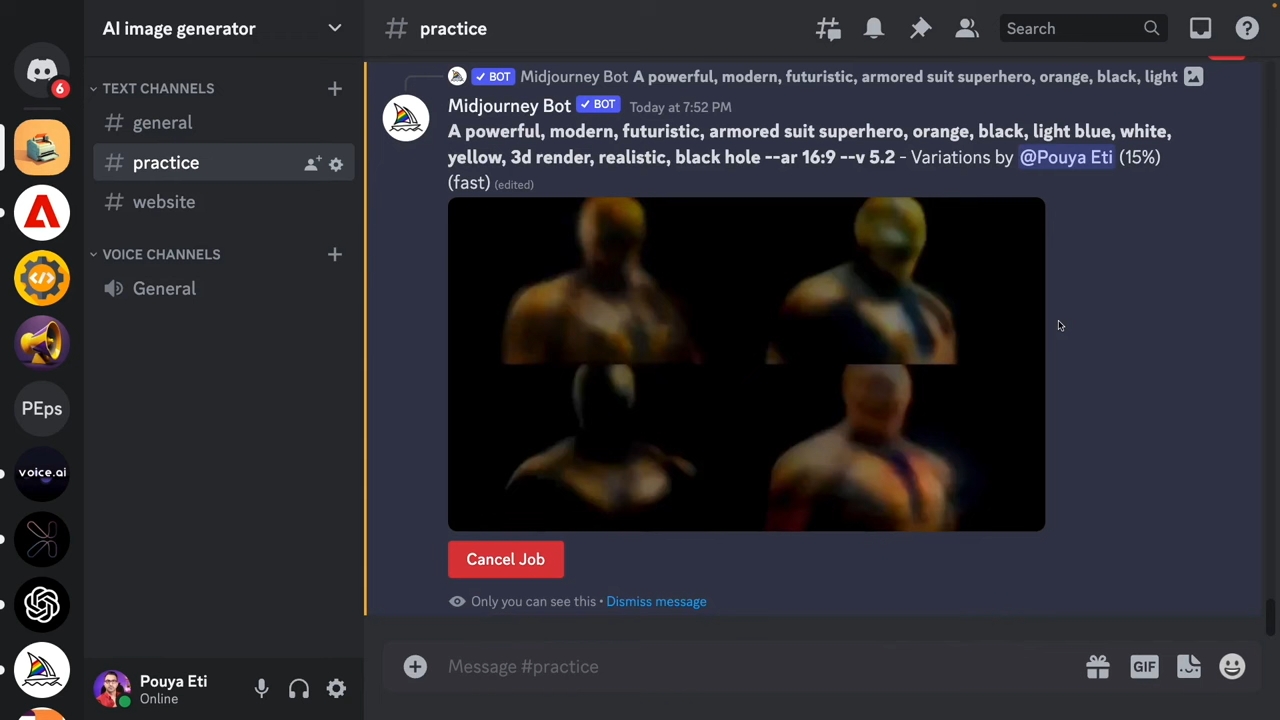 AI image generator
# practice
Search
6
TEXT CHANNELS
general
# practice
# website
VOICE CHANNELS
General
PEps
voice.ai
BOT Midjourney Bot A powerful, modern, futuristic, armored suit superhero, orange, black, light
Midjourney Bot BOT Today at 7:52 PM
A powerful, modern, futuristic, armored suit superhero, orange, black, light blue, white,
yellow, 3d render, realistic, black hole --ar 16:9 --v 5.2 - Variations by @Pouya Eti (15%)
(fast) (edited)
Cancel Job
Only you can see this • Dismiss message
Message #practice
GIF
Pouya Eti
Online